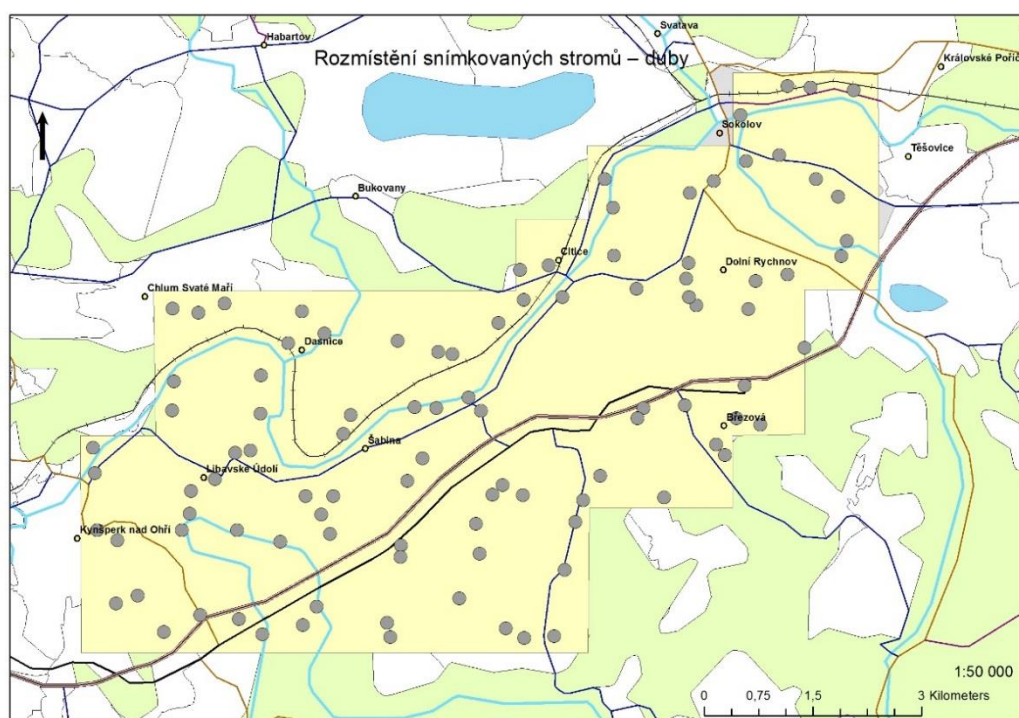 Svatava
Habartov
Rozmístění snímkovaných stromů – duby
Královské Poříč
Sokolov
Těšovice
Bukovany
Citice
Dolní Rychnov
Chlum Svaté Maří
Dasnice
Březová
Šabina
Libavské Údolí
Kynšperk nad Ohří
1:50 000
0 0,75 1,5 3 Kilometers